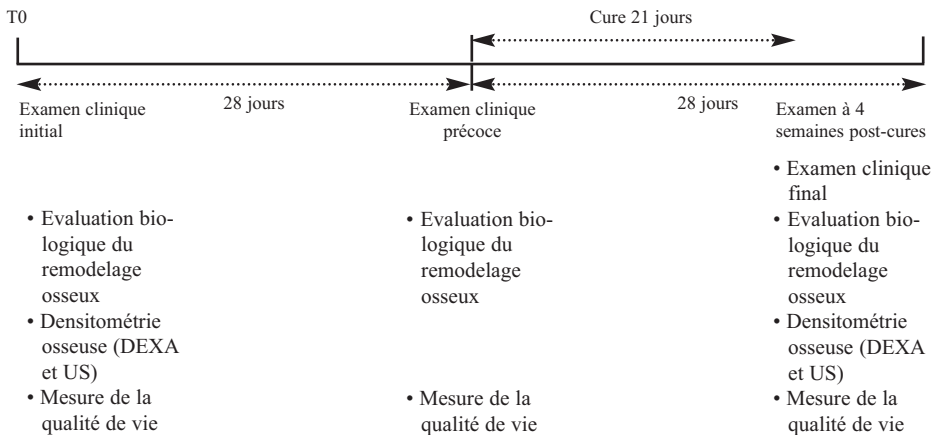 T0
Cure 21 jours
28 jours
28 jours
Examen clinique
initial
Examen clinique
précoce
Examen à 4
semaines post-cures
• Evaluation bio-
logique du
remodelage
osseux
• Densitométrie
osseuse (DEXA
et US)
• Mesure de la
qualité de vie
• Evaluation bio-
logique du
remodelage
osseux
• Mesure de la
qualité de vie
• Examen clinique
final
• Evaluation bio-
logique du
remodelage
osseux
• Densitométrie
osseuse (DEXA
et US)
• Mesure de la
qualité de vie